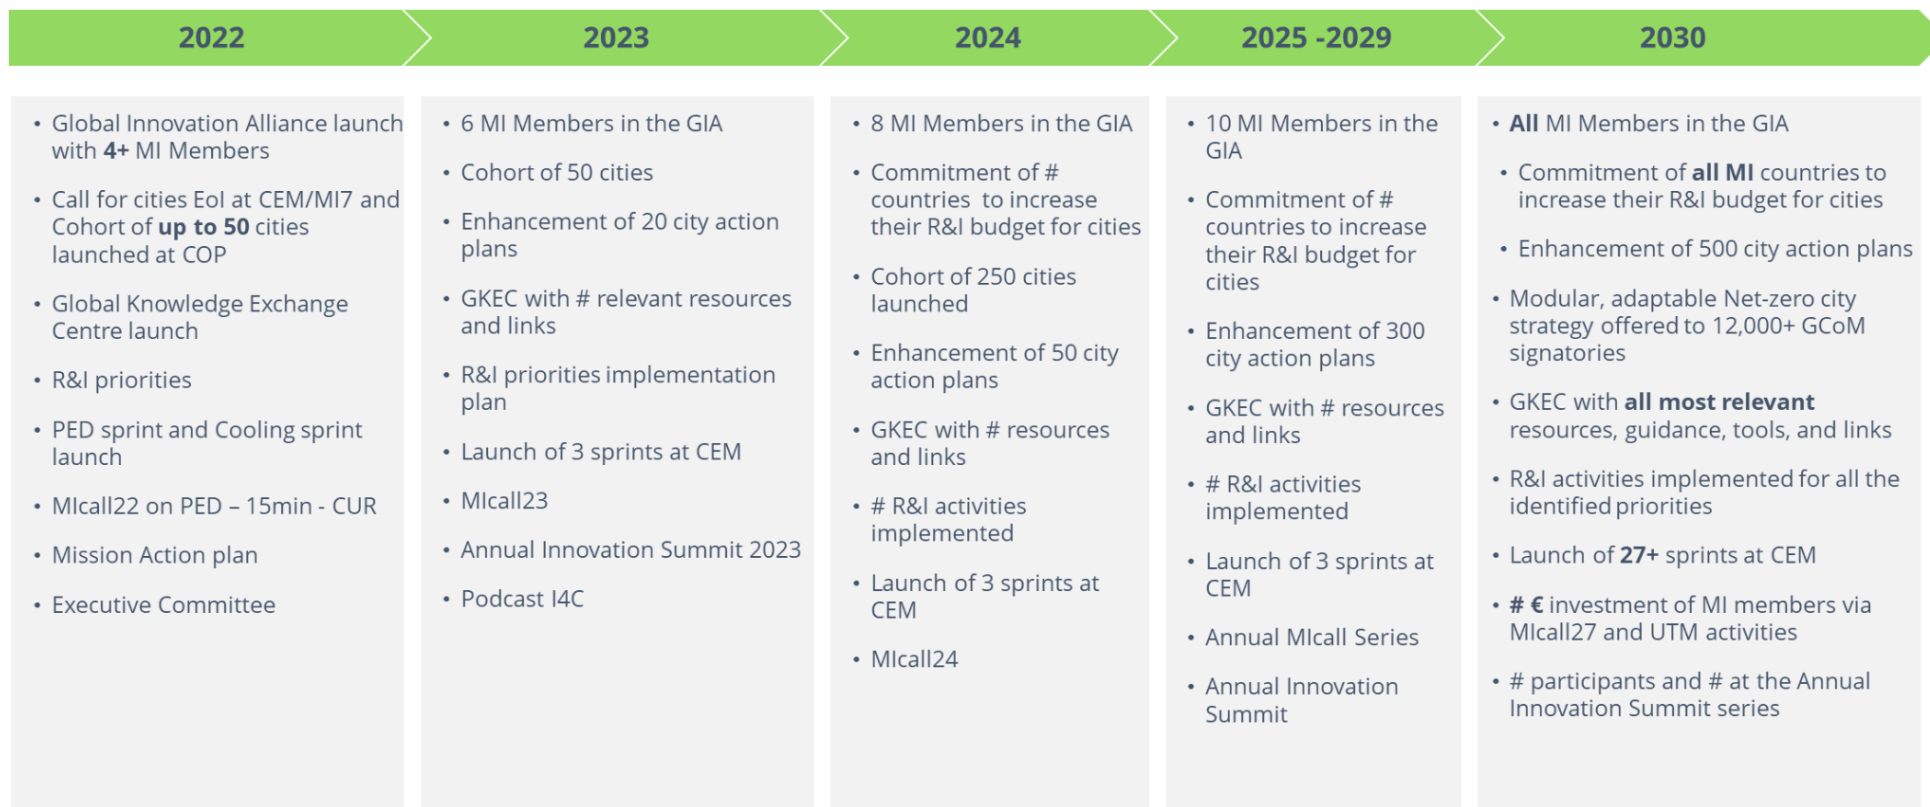 2022
2023
2024
2025 -2029
2030
• Global Innovation Alliance launch
with 4+ MI Members
• Call for cities EoI at CEM/MI7 and
Cohort of up to 50 cities
launched at COP
• Global Knowledge Exchange
Centre launch
• R&I priorities
• PED sprint and Cooling sprint
launch
• MIcall22 on PED – 15min - CUR
• Mission Action plan
• Executive Committee
• 6 MI Members in the GIA
• Cohort of 50 cities
• Enhancement of 20 city action
plans
• GKEC with # relevant resources
and links
• R&I priorities implementation
plan
• Launch of 3 sprints at CEM
• MIcall23
• Annual Innovation Summit 2023
• Podcast I4C
• 8 MI Members in the GIA
• Commitment of #
countries to increase
their R&I budget for cities
• Cohort of 250 cities
launched
• Enhancement of 50 city
action plans
• GKEC with # resources
and links
• # R&I activities
implemented
• Launch of 3 sprints at
CEM
• MIcall24
• 10 MI Members in the
GIA
• Commitment of #
countries to increase
their R&I budget for
cities
• Enhancement of 300
city action plans
• GKEC with # resources
and links
• # R&I activities
implemented
• Launch of 3 sprints at
CEM
• Annual MIcall Series
• Annual Innovation
Summit
• All MI Members in the GIA
• Commitment of all MI countries to
increase their R&I budget for cities
• Enhancement of 500 city action plans
• Modular, adaptable Net-zero city
strategy offered to 12,000+ GCoM
signatories
• GKEC with all most relevant
resources, guidance, tools, and links
• R&I activities implemented for all the
identified priorities
• Launch of 27+ sprints at CEM
• # € investment of MI members via
MIcall27 and UTM activities
• # participants and # at the Annual
Innovation Summit series